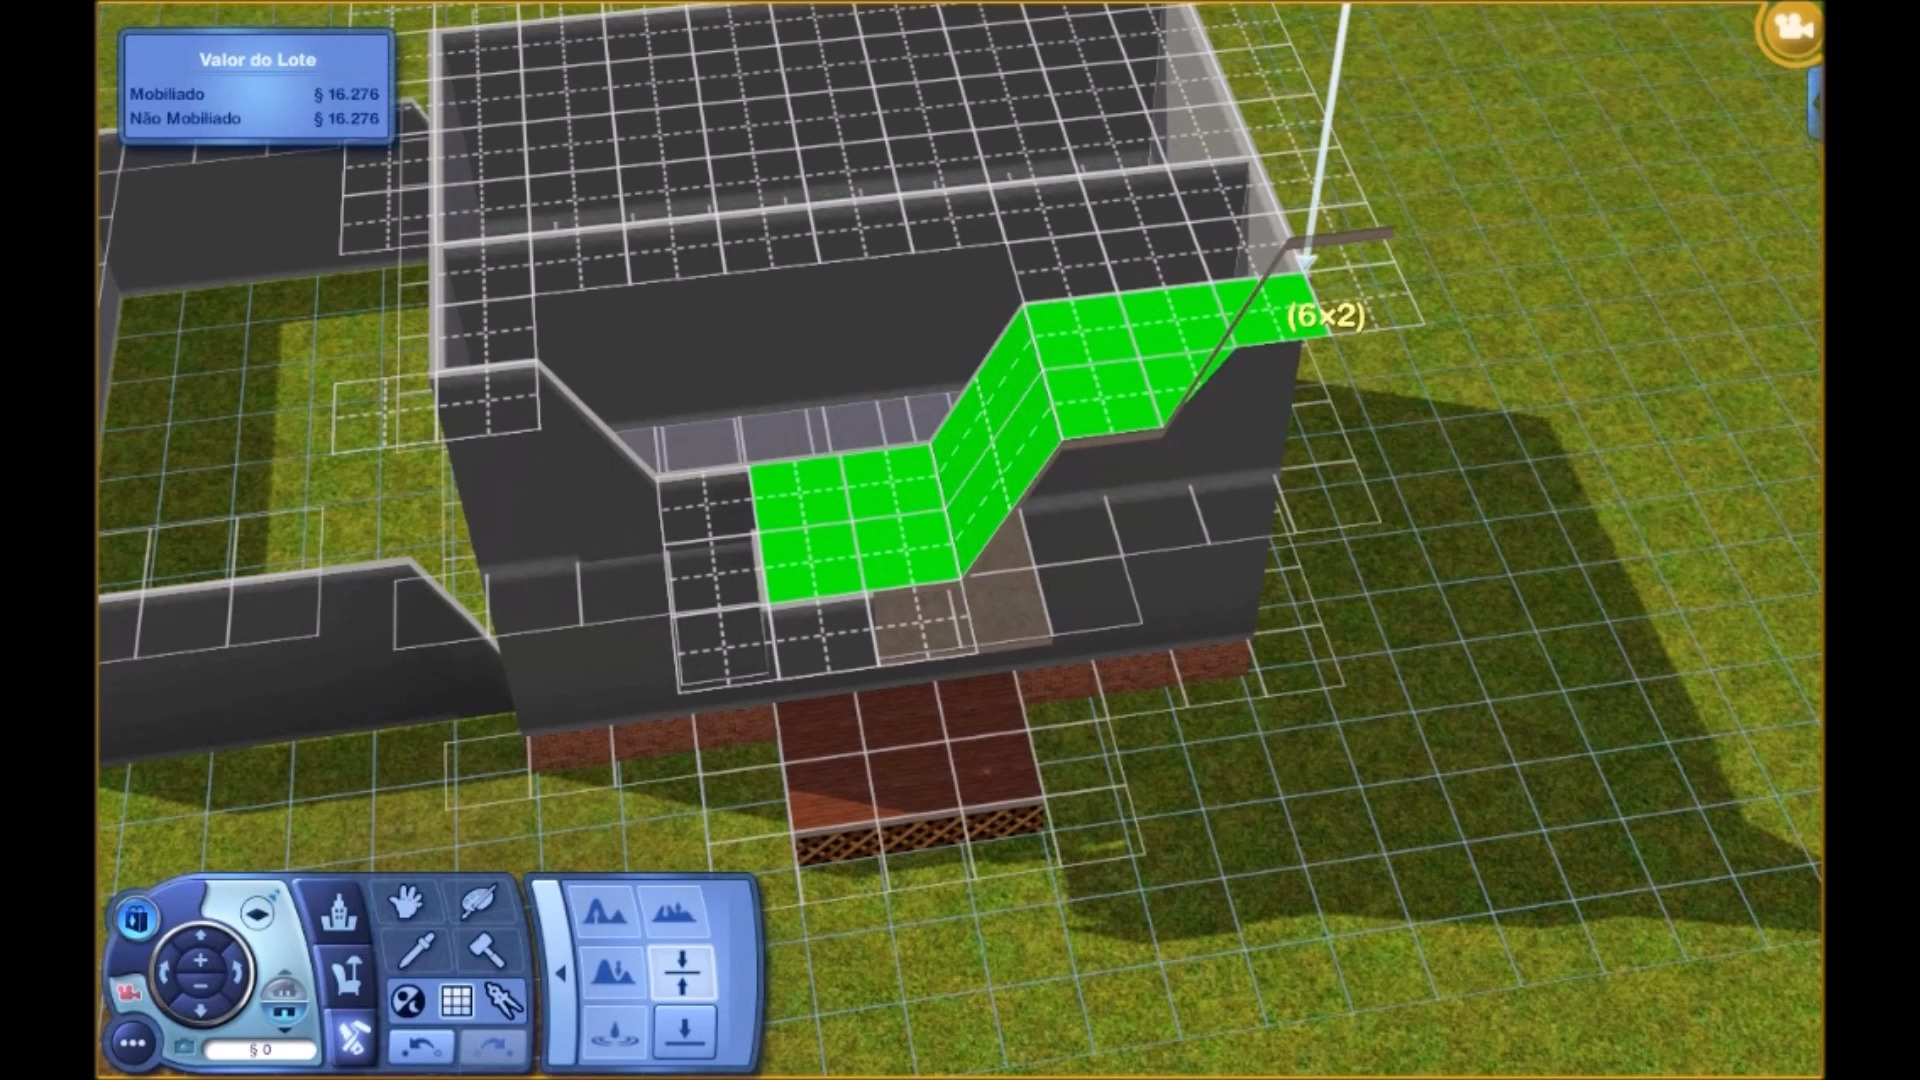 Valor do Lote
Mobiliado § 16.276
Não Mobiliado § 16.276
(6×2)
§ 0